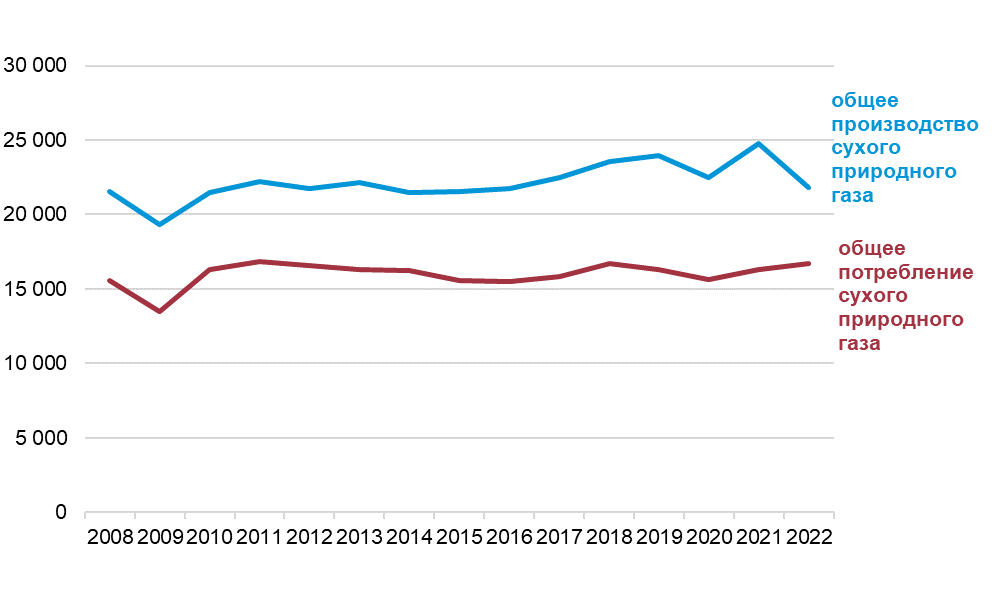 30 000
25 000
20 000
15 000
10 000
5 000
0
2008 2009 2010 2011 2012 2013 2014 2015 2016 2017 2018 2019 2020 2021 2022
общее
производство
сухого
природного
газа
общее
потребление
сухого
природного
газа